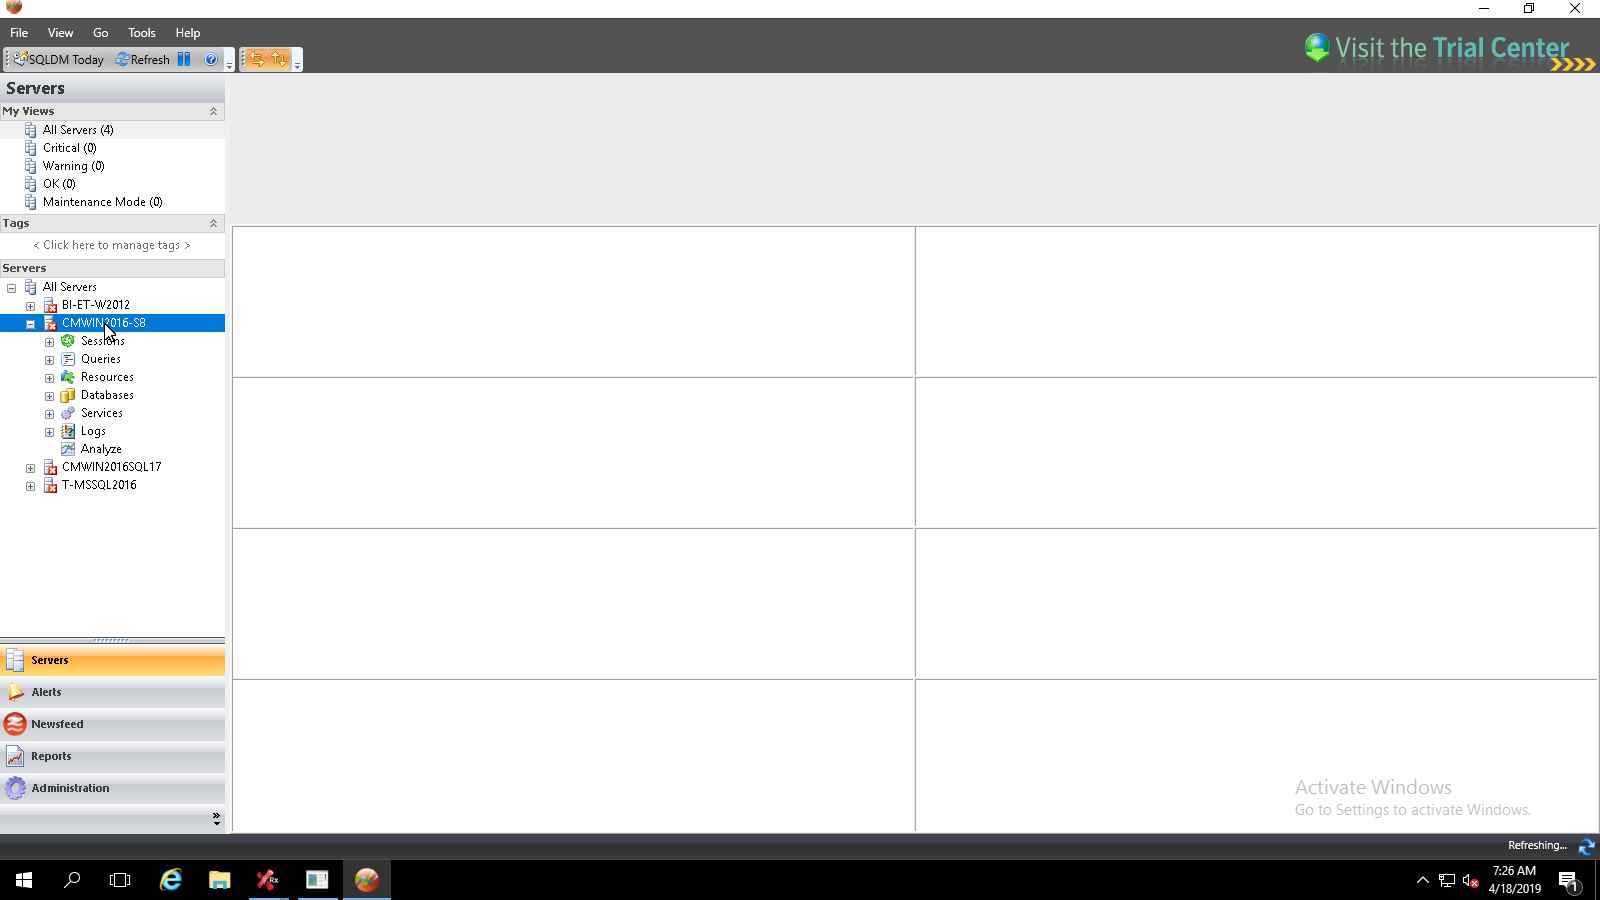 File View Go Tools Help
SQLDM Today Refresh
Visit the Trial Center
Servers
My Views
All Servers (4)
Critical (0)
Warning (0)
OK (0)
Maintenance Mode (0)
Tags
< Click here to manage tags >
Servers
All Servers
BI-ET-W2012
CMWIN2016-S8
Sessions
Queries
Resources
Databases
Services
Logs
Analyze
CMWIN2016SQL17
T-MSSQL2016
Servers
Alerts
Newsfeed
Reports
Administration
Activate Windows
Go to Settings to activate Windows.
Refreshing...
7:26 AM
4/18/2019
1